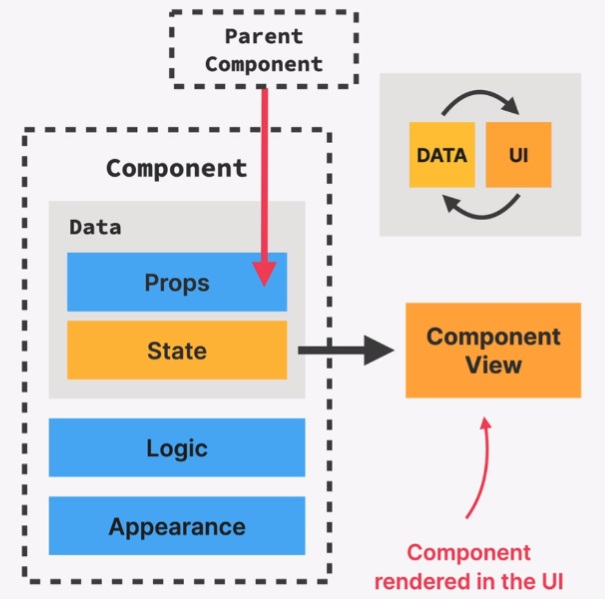 Parent
Component
Component
Data
Props
State
Logic
Appearance
DATA
UI
Component
View
Component
rendered in the UI